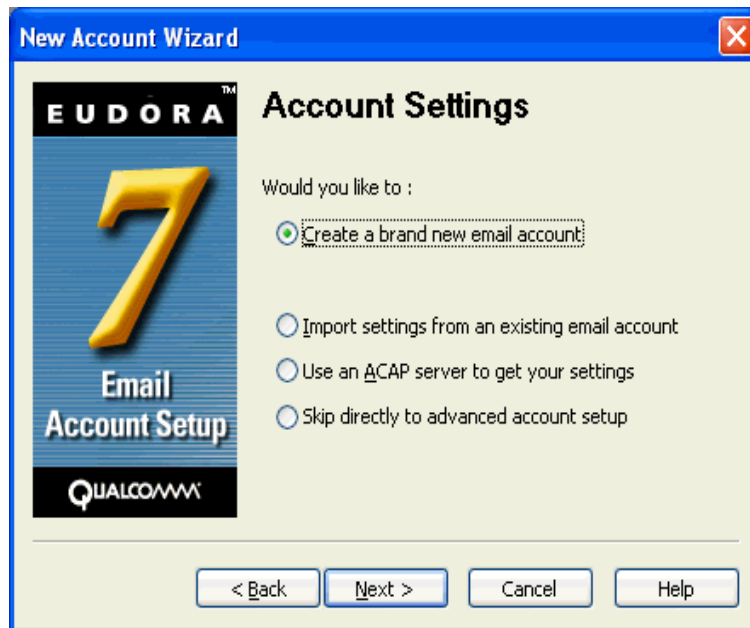 New Account Wizard
EUDORA™
7
Email
Account Setup
QUALCOMM
Account Settings
Would you like to :
Create a brand new email account
Import settings from an existing email account
Use an ACAP server to get your settings
Skip directly to advanced account setup
< Back Next > Cancel Help